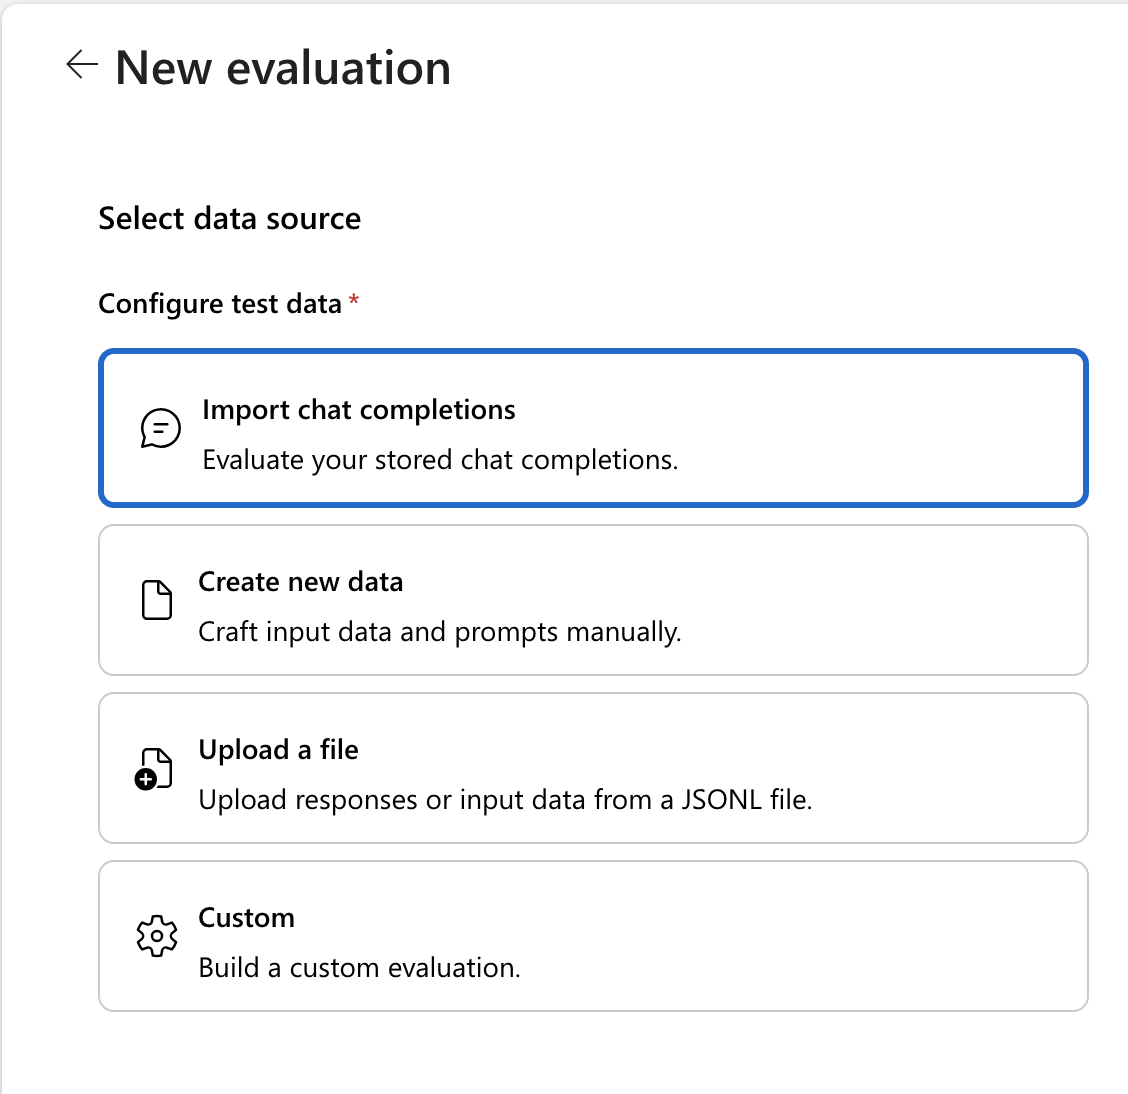 New evaluation
Select data source
Configure test data *
Import chat completions
Evaluate your stored chat completions.
Create new data
Craft input data and prompts manually.
Upload a file
Upload responses or input data from a JSONL file.
Custom
Build a custom evaluation.